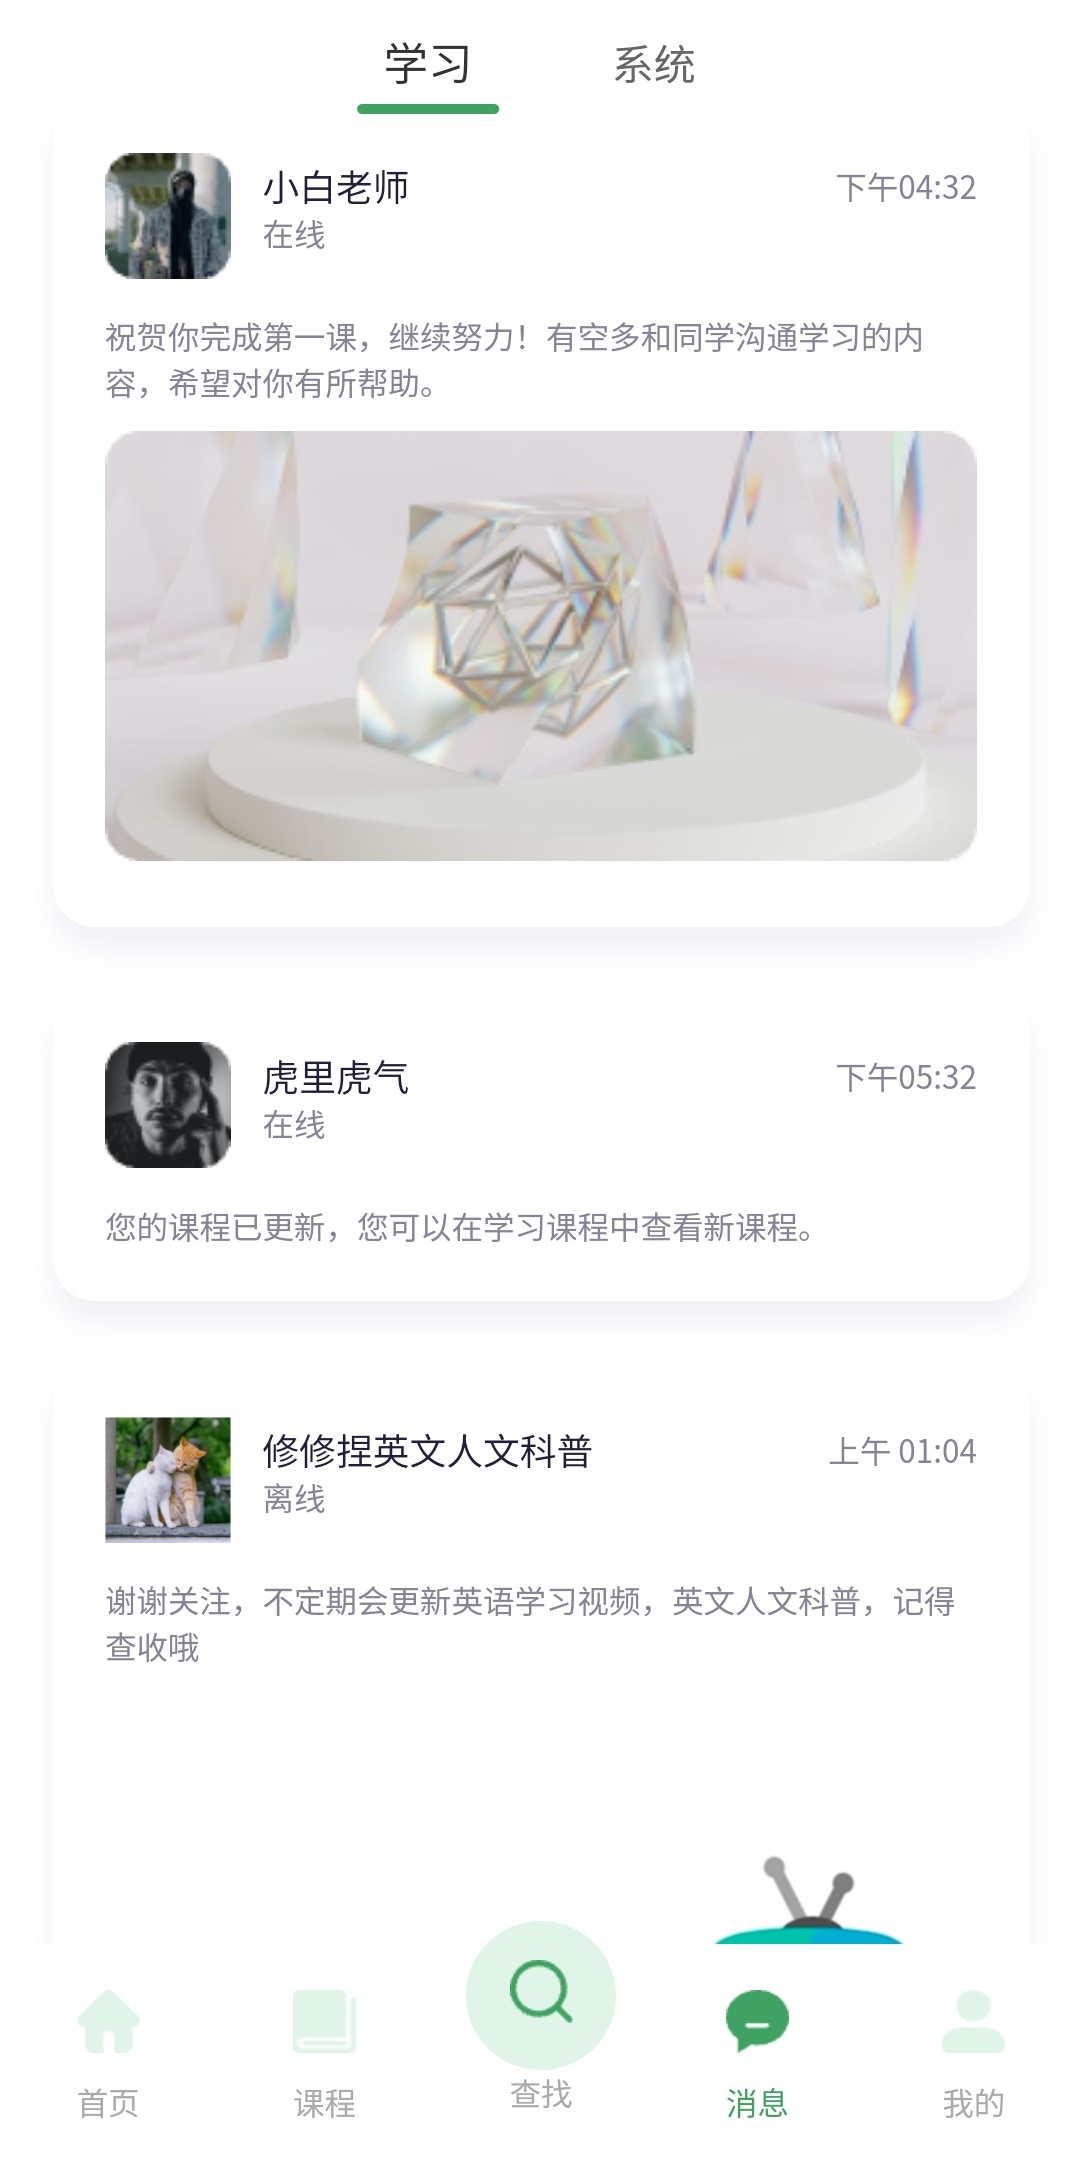 学习 系统
小白老师 下午04:32
在线
祝贺你完成第一课，继续努力！有空多和同学沟通学习的内
容，希望对你有所帮助。
虎里虎气 下午05:32
在线
您的课程已更新，您可以在学习课程中查看新课程。
修修捏英文人文科普 上午 01:04
离线
谢谢关注，不定期会更新英语学习视频，英文人文科普，记得
查收哦
首页 课程 查找 消息 我的